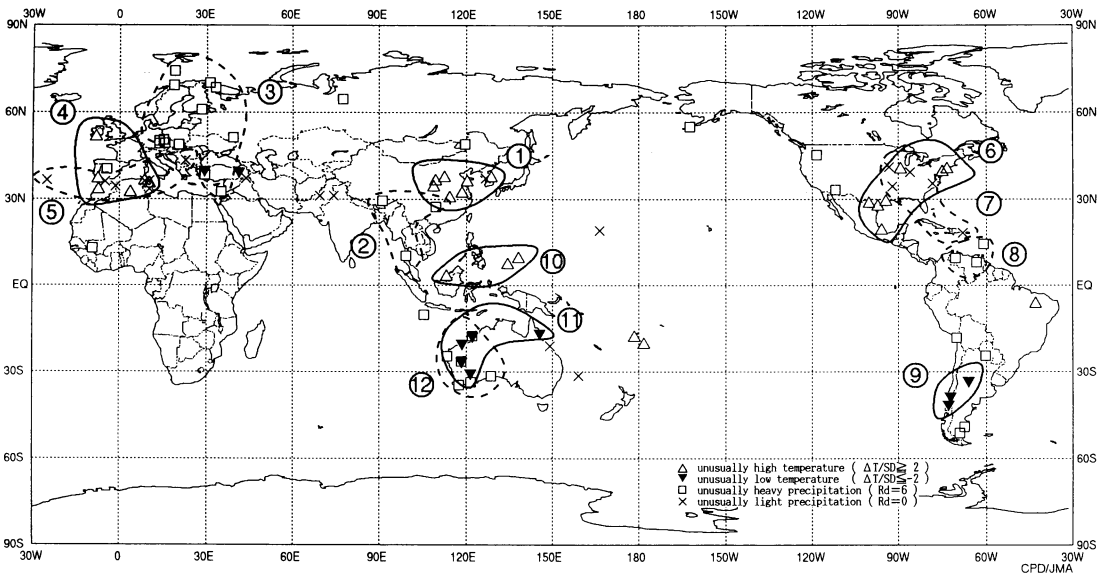 30W 0 30E 60E 90E 120E 150E 180 150W 120W 90W 60W 30W
90N 90N
③
60N ④ 60N
① ⑥
30N ⑤ ⑦ 30N
② ⑧
⑩
EQ EQ
⑪
30S ⑫ ⑨ 30S
60S 60S
△ unusually high temperature ( ΔT/SD≧ 2 )
▼ unusually low temperature ( ΔT/SD≦-2 )
□ unusually heavy precipitation ( Rd=6 )
× unusually light precipitation ( Rd=0 )
90S 90S
30W 0 30E 60E 90E 120E 150E 180 150W 120W 90W 60W 30W
CPD/JMA